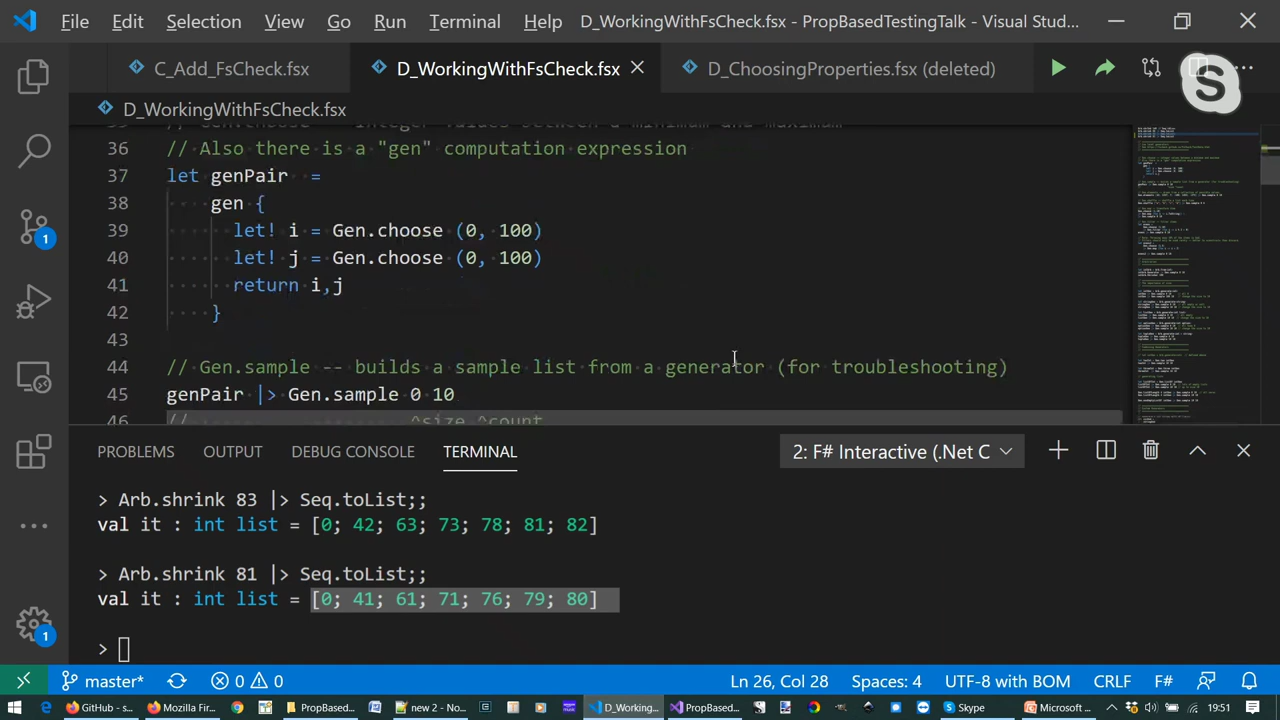 File Edit Selection View Go Run Terminal Help D_WorkingWithFsCheck.fsx - PropBasedTestingTalk - Visual Stud...
C_Add_FsCheck.fsx D_WorkingWithFsCheck.fsx D_ChoosingProperties.fsx (deleted)
D_WorkingWithFsCheck.fsx
36 // Also there is a "gen" computation expression
37 let genPair =
38 gen {
39 let! i = Gen.choose (0, 100)
40 let! j = Gen.choose (0, 100)
41 return i,j
42 }
43
44 // Gen.sample -- builds a sample list from a generator (for troubleshooting)
45 genPair |> Gen.sample 0 10
PROBLEMS OUTPUT DEBUG CONSOLE TERMINAL 2: F# Interactive (.Net C
> Arb.shrink 83 |> Seq.toList;;
val it : int list = [0; 42; 63; 73; 78; 81; 82]
> Arb.shrink 81 |> Seq.toList;;
val it : int list = [0; 41; 61; 71; 76; 79; 80]
>
1
1
master* 0 0 Ln 26, Col 28 Spaces: 4 UTF-8 with BOM CRLF F#
GitHub - s... Mozilla Fir... PropBased... new 2 - No... D_Working... PropBased... Skype Microsoft ... 19:51